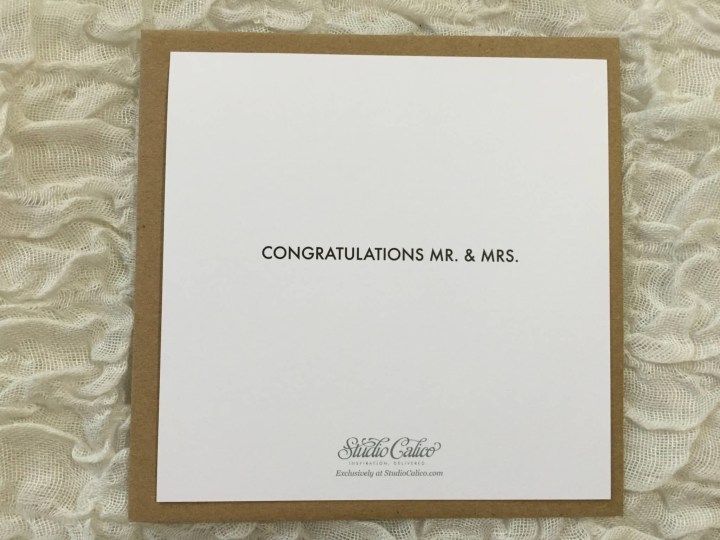 CONGRATULATIONS MR. & MRS.
Studio Calico
INSPIRATION, DELIVERED.
Exclusively at StudioCalico.com